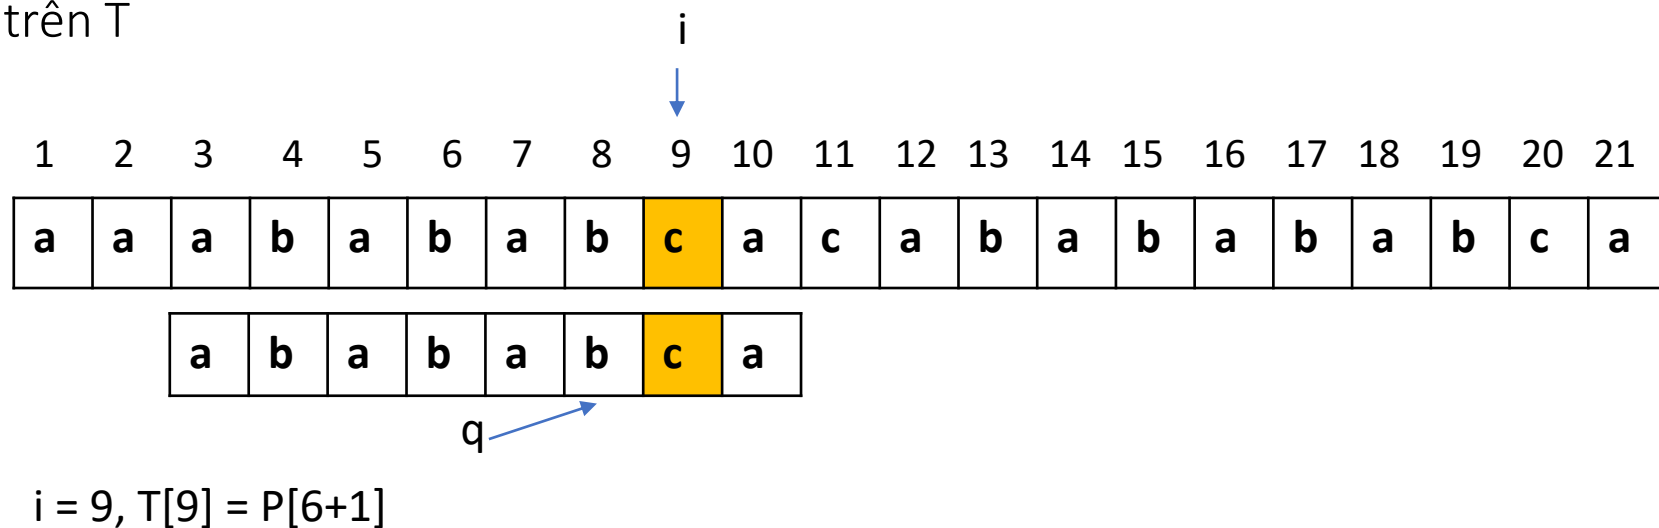 trên T
i
1 2 3 4 5 6 7 8 9 10 11 12 13 14 15 16 17 18 19 20 21
a a a b a b a b c a c a b a b a b a b c a
a b a b a b c a
q
i = 9, T[9] = P[6+1]